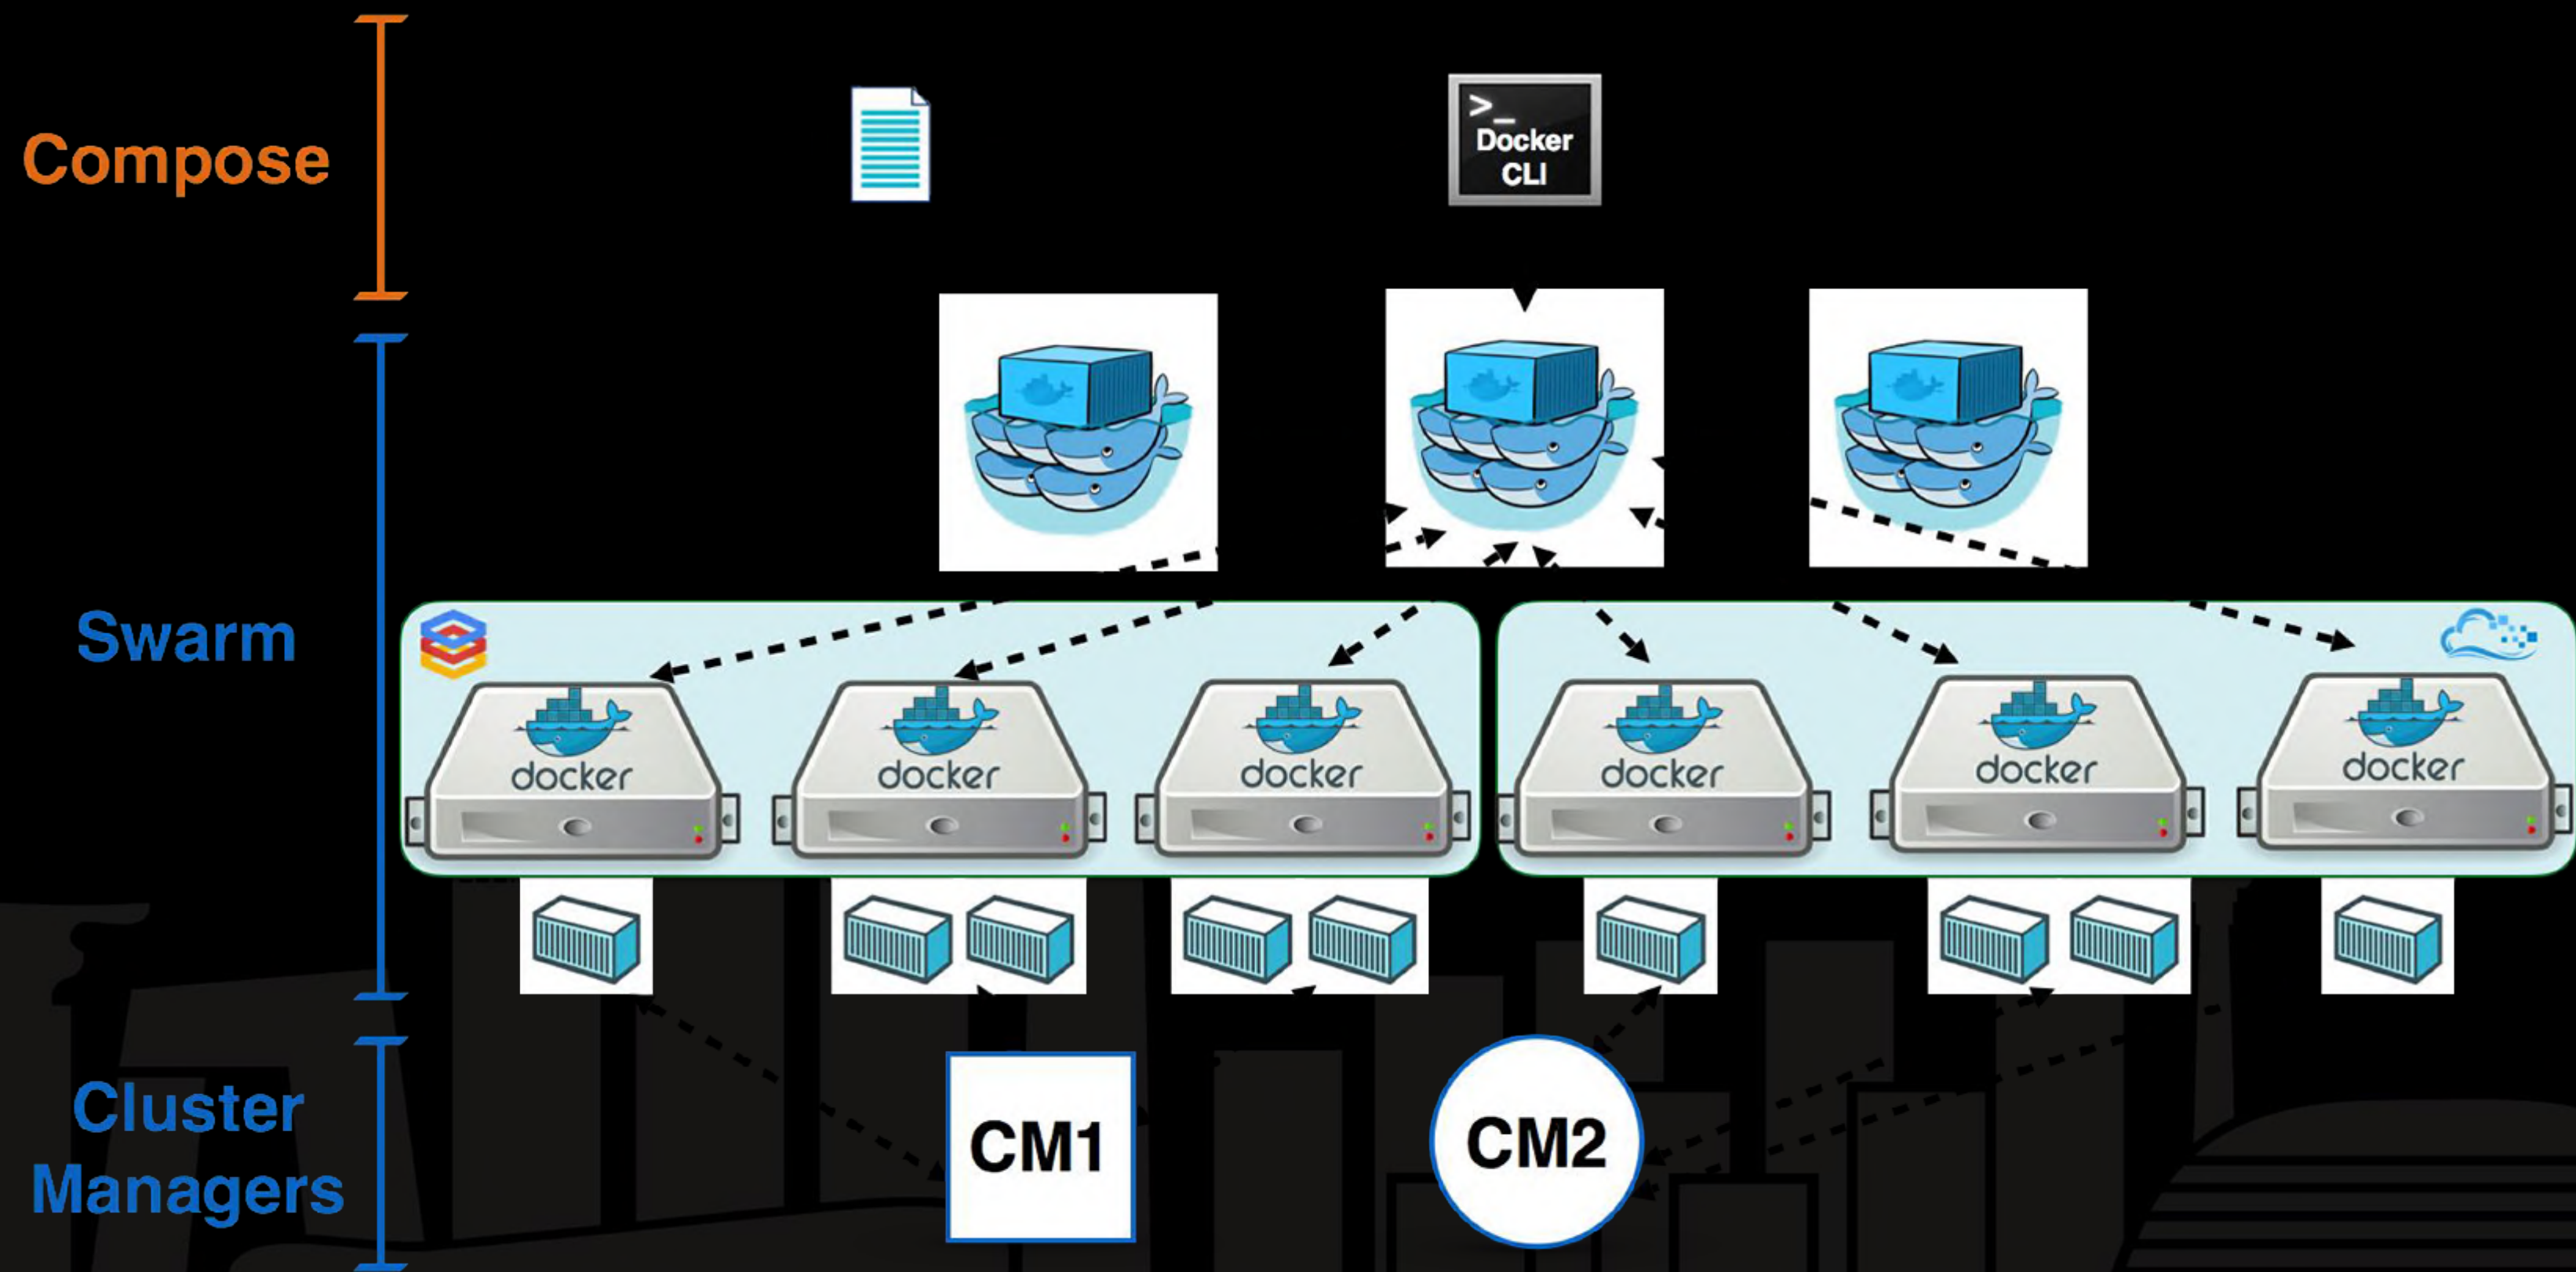 Compose
>_
Docker
CLI
Swarm
docker
docker
docker
docker
docker
docker
Cluster
Managers
CM1
CM2